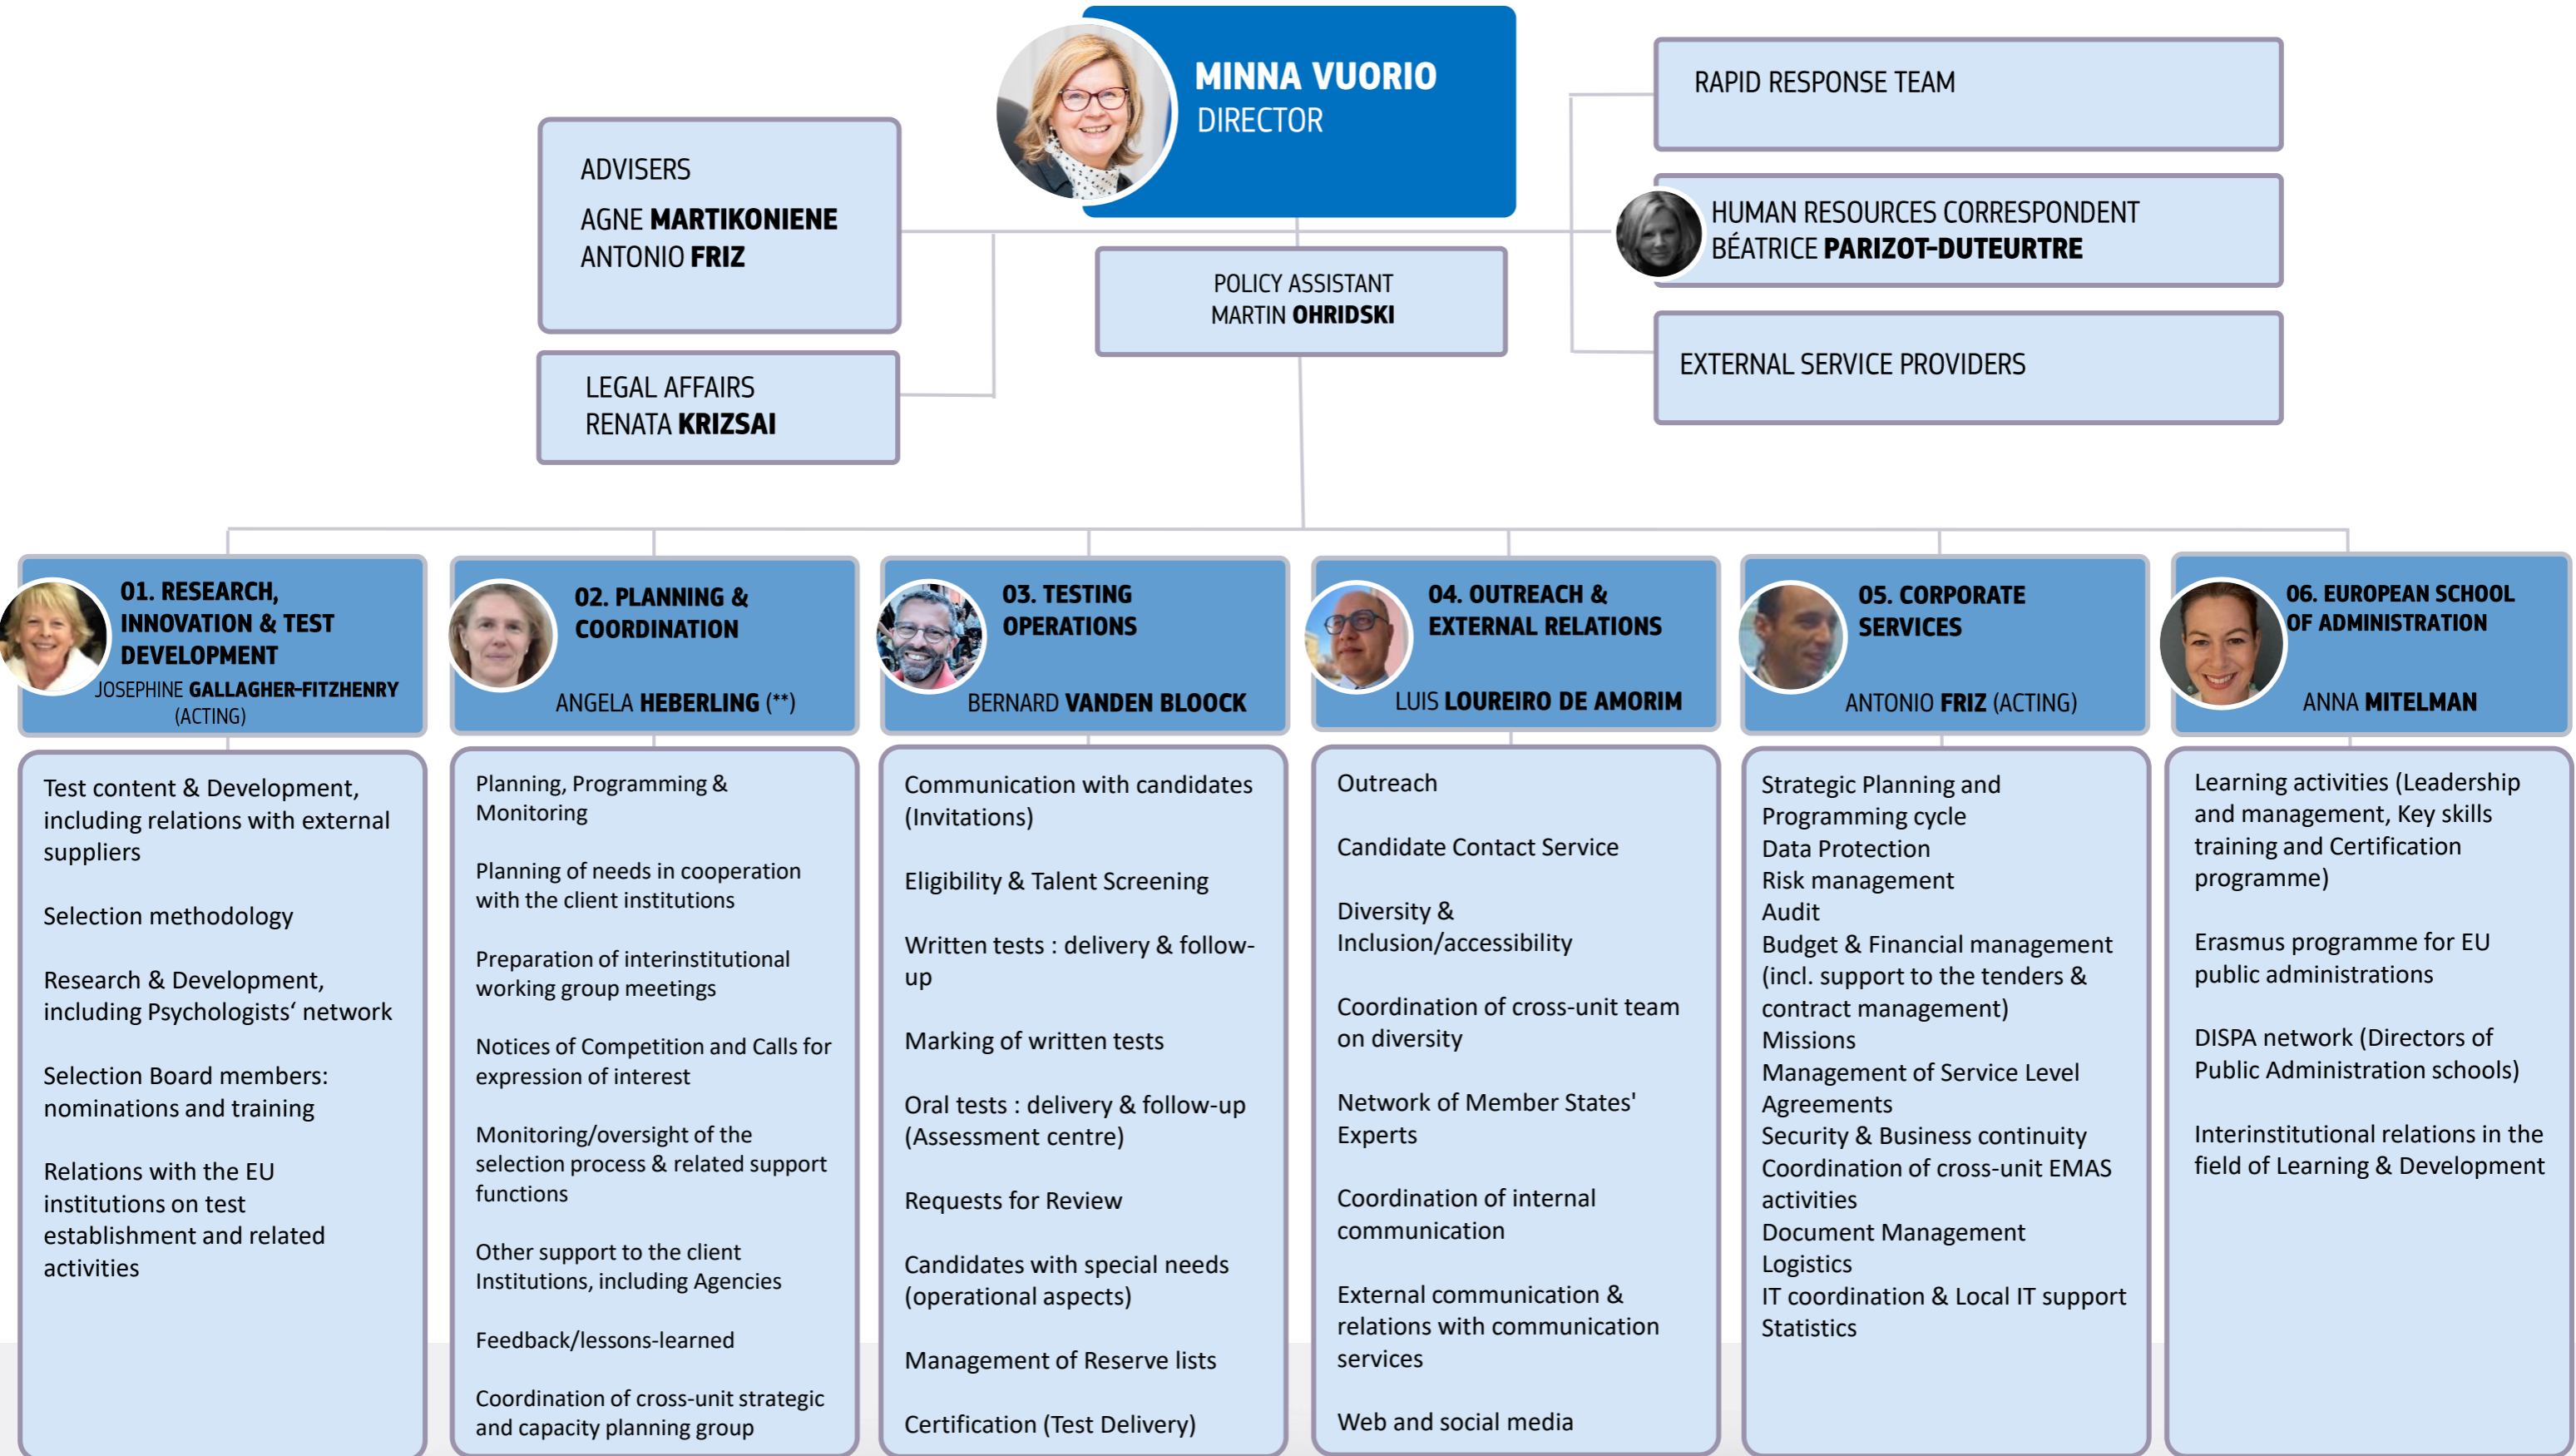 MINNA VUORIO
DIRECTOR
ADVISERS
AGNE MARTIKONIENE
ANTONIO FRIZ
LEGAL AFFAIRS
RENATA KRIZSAI
POLICY ASSISTANT
MARTIN OHRIDSKI
RAPID RESPONSE TEAM
HUMAN RESOURCES CORRESPONDENT
BÉATRICE PARIZOT-DUTEURTRE
EXTERNAL SERVICE PROVIDERS
01. RESEARCH,
INNOVATION & TEST
DEVELOPMENT
JOSEPHINE GALLAGHER-FITZHENRY
(ACTING)
Test content & Development,
including relations with external
suppliers
Selection methodology
Research & Development,
including Psychologists‘ network
Selection Board members:
nominations and training
Relations with the EU
institutions on test
establishment and related
activities
02. PLANNING &
COORDINATION
ANGELA HEBERLING (**)
Planning, Programming &
Monitoring
Planning of needs in cooperation
with the client institutions
Preparation of interinstitutional
working group meetings
Notices of Competition and Calls for
expression of interest
Monitoring/oversight of the
selection process & related support
functions
Other support to the client
Institutions, including Agencies
Feedback/lessons-learned
Coordination of cross-unit strategic
and capacity planning group
03. TESTING
OPERATIONS
BERNARD VANDEN BLOOCK
Communication with candidates
(Invitations)
Eligibility & Talent Screening
Written tests : delivery & follow-
up
Marking of written tests
Oral tests : delivery & follow-up
(Assessment centre)
Requests for Review
Candidates with special needs
(operational aspects)
Management of Reserve lists
Certification (Test Delivery)
04. OUTREACH &
EXTERNAL RELATIONS
LUIS LOUREIRO DE AMORIM
Outreach
Candidate Contact Service
Diversity &
Inclusion/accessibility
Coordination of cross-unit team
on diversity
Network of Member States'
Experts
Coordination of internal
communication
External communication &
relations with communication
services
Web and social media
05. CORPORATE
SERVICES
ANTONIO FRIZ (ACTING)
Strategic Planning and
Programming cycle
Data Protection
Risk management
Audit
Budget & Financial management
(incl. support to the tenders &
contract management)
Missions
Management of Service Level
Agreements
Security & Business continuity
Coordination of cross-unit EMAS
activities
Document Management
Logistics
IT coordination & Local IT support
Statistics
06. EUROPEAN SCHOOL
OF ADMINISTRATION
ANNA MITELMAN
Learning activities (Leadership
and management, Key skills
training and Certification
programme)
Erasmus programme for EU
public administrations
DISPA network (Directors of
Public Administration schools)
Interinstitutional relations in the
field of Learning & Development